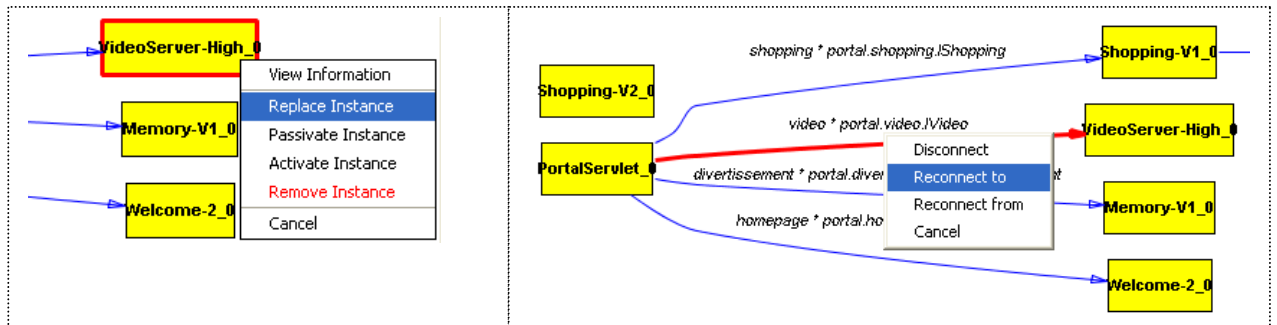 VideoServer-High_0
View Information
Replace Instance
Memory-V1_0
Passivate Instance
Activate Instance
Remove Instance
Welcome-2_0
Cancel
shopping * portal.shopping.IShopping
Shopping-V1_0
Shopping-V2_0
video * portal.video.IVideo
VideoServer-High_0
Disconnect
PortalServlet_0
divertissement * portal.diver
Reconnect to
Reconnect from
Memory-V1_0
homepage * portal.ho
Cancel
Welcome-2_0